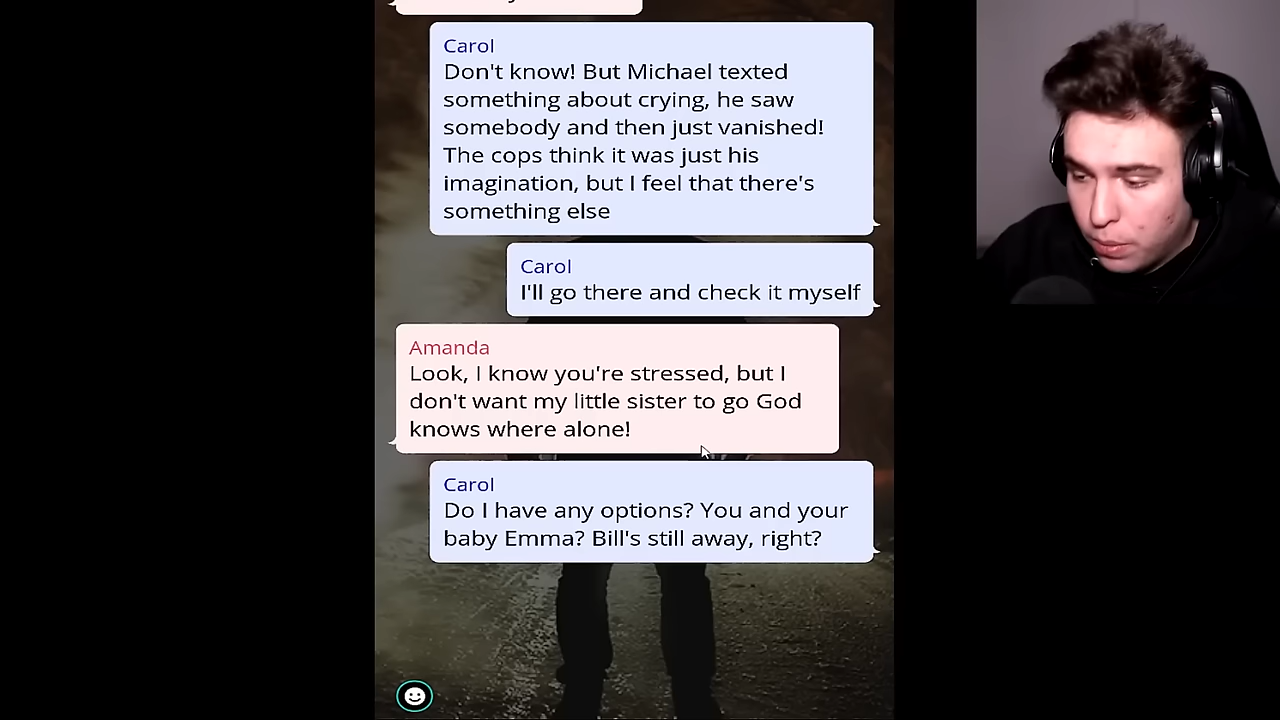 Carol
Don't know! But Michael texted
something about crying, he saw
somebody and then just vanished!
The cops think it was just his
imagination, but I feel that there's
something else
Carol
I'll go there and check it myself
Amanda
Look, I know you're stressed, but I
don't want my little sister to go God
knows where alone!
Carol
Do I have any options? You and your
baby Emma? Bill's still away, right?